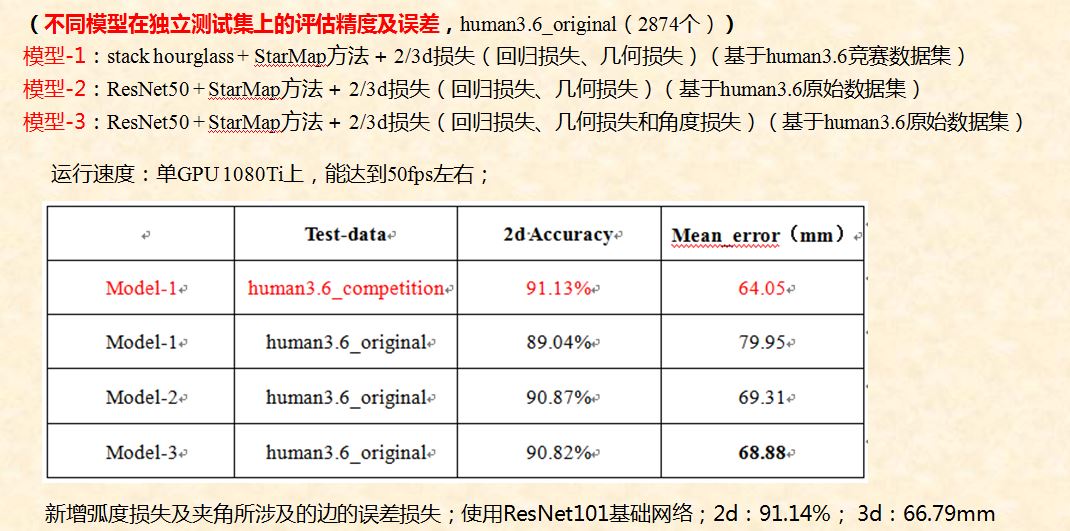 （不同模型在独立测试集上的评估精度及误差，human3.6_original（2874个））
模型-1：stack hourglass + StarMap方法 + 2/3d损失（回归损失、几何损失）（基于human3.6竞赛数据集）
模型-2：ResNet50 + StarMap方法 + 2/3d损失（回归损失、几何损失）（基于human3.6原始数据集）
模型-3：ResNet50 + StarMap方法 + 2/3d损失（回归损失、几何损失和角度损失）（基于human3.6原始数据集）
运行速度：单GPU 1080Ti上，能达到50fps左右；
Test-data 2d Accuracy Mean_error（mm）
Model-1 human3.6_competition 91.13% 64.05
Model-1 human3.6_original 89.04% 79.95
Model-2 human3.6_original 90.87% 69.31
Model-3 human3.6_original 90.82% 68.88
新增弧度损失及夹角所涉及的边的误差损失；使用ResNet101基础网络；2d：91.14%； 3d：66.79mm